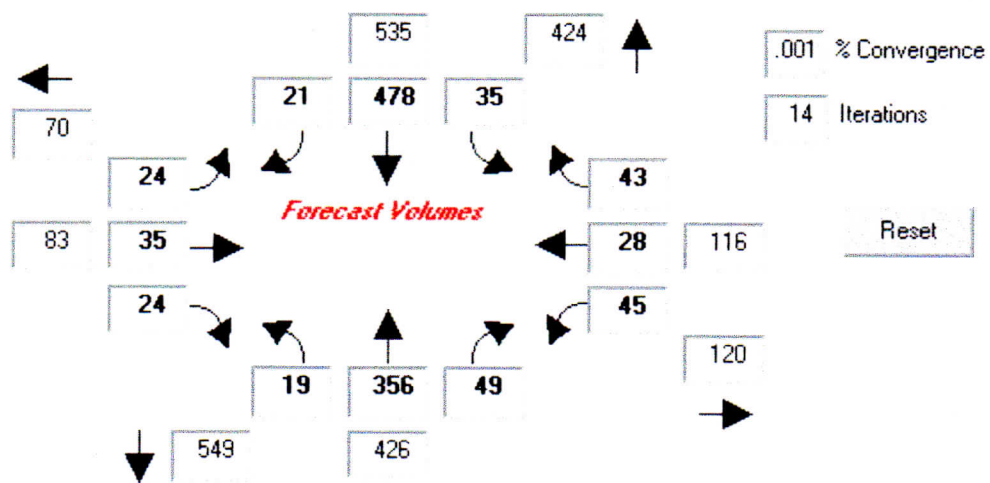 535 424
.001 % Convergence
21 478 35
70
14 Iterations
24 43
Forecast Volumes
83 35 28 116
Reset
24 45
120
19 356 49
549 426